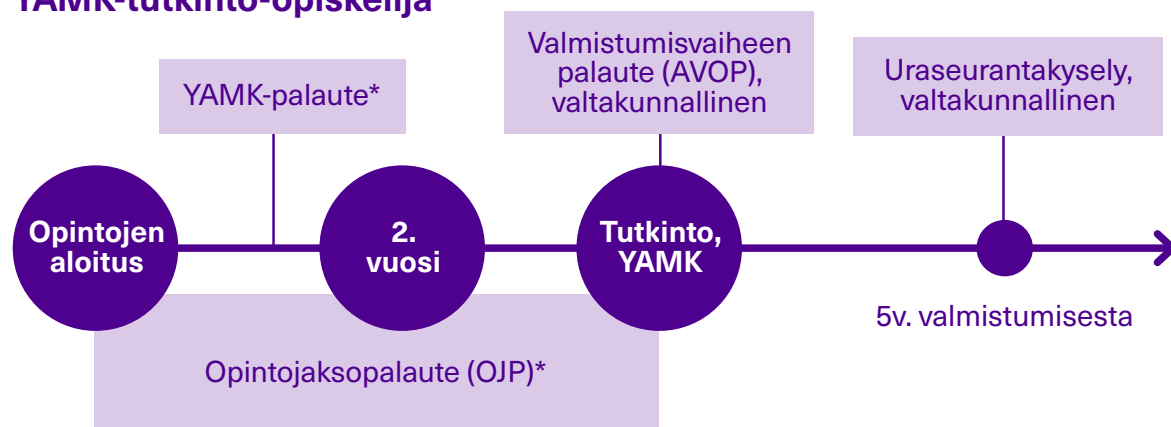 YAMK-tutkinto-opiskelija
Valmistumisvaiheen
palaute (AVOP),
valtakunnallinen
Uraseurantakysely,
valtakunnallinen
YAMK-palaute*
Opintojen
aloitus
2.
vuosi
Tutkinto,
YAMK
5v. valmistumisesta
Opintojaksopalaute (OJP)*